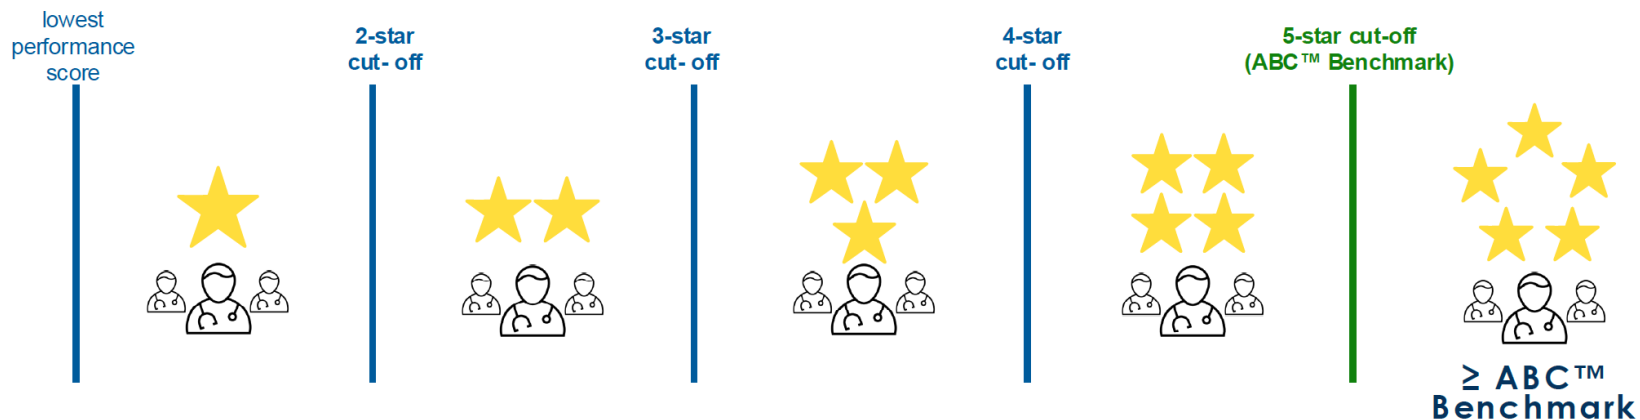 lowest
performance
score
2-star
cut- off
3-star
cut- off
4-star
cut- off
5-star cut-off
(ABC™ Benchmark)
≥ ABC™
Benchmark